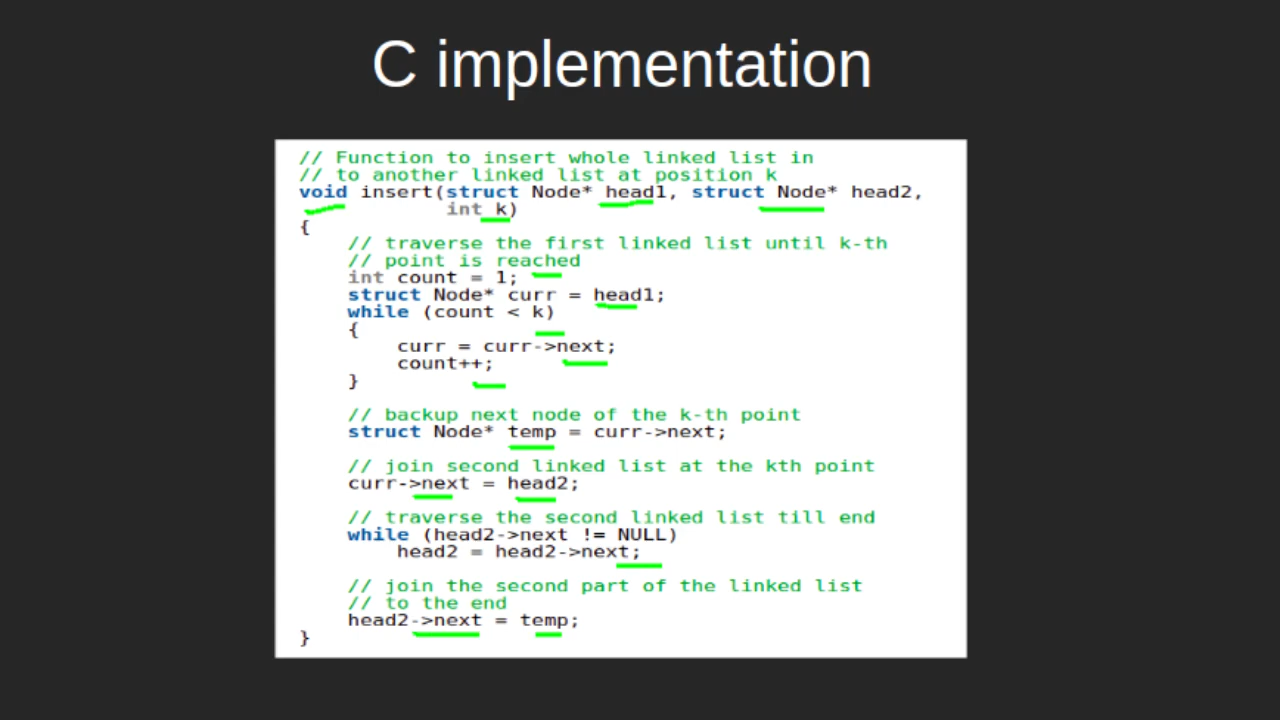 C implementation
// Function to insert whole linked list in
// to another linked list at position k
void insert(struct Node* head1, struct Node* head2,
            int k)
{
    // traverse the first linked list until k-th
    // point is reached
    int count = 1;
    struct Node* curr = head1;
    while (count < k)
    {
        curr = curr->next;
        count++;
    }
    // backup next node of the k-th point
    struct Node* temp = curr->next;
    // join second linked list at the kth point
    curr->next = head2;
    // traverse the second linked list till end
    while (head2->next != NULL)
        head2 = head2->next;
    // join the second part of the linked list
    // to the end
    head2->next = temp;
}